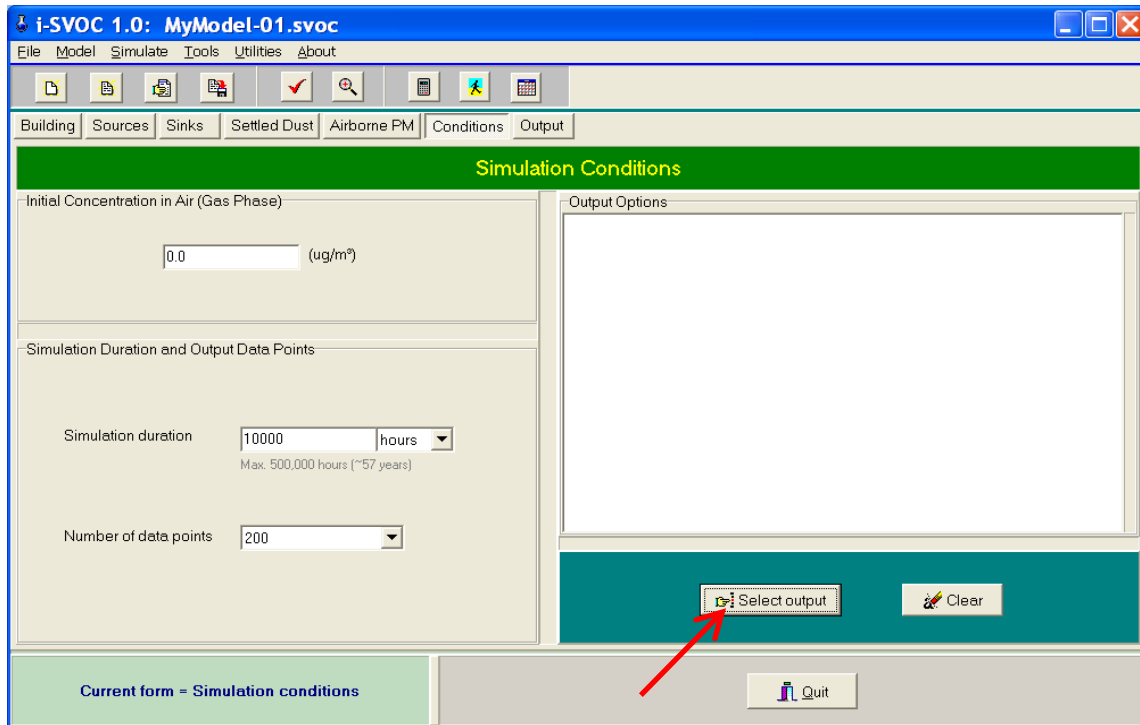 i-SVOC 1.0: MyModel-01.svoc
File Model Simulate Tools Utilities About
Building Sources Sinks Settled Dust Airborne PM Conditions Output
Simulation Conditions
Initial Concentration in Air (Gas Phase)
0.0 (ug/m³)
Simulation Duration and Output Data Points
Simulation duration 10000 hours
Max. 500,000 hours (~57 years)
Number of data points 200
Output Options
Select output Clear
Current form = Simulation conditions
Quit